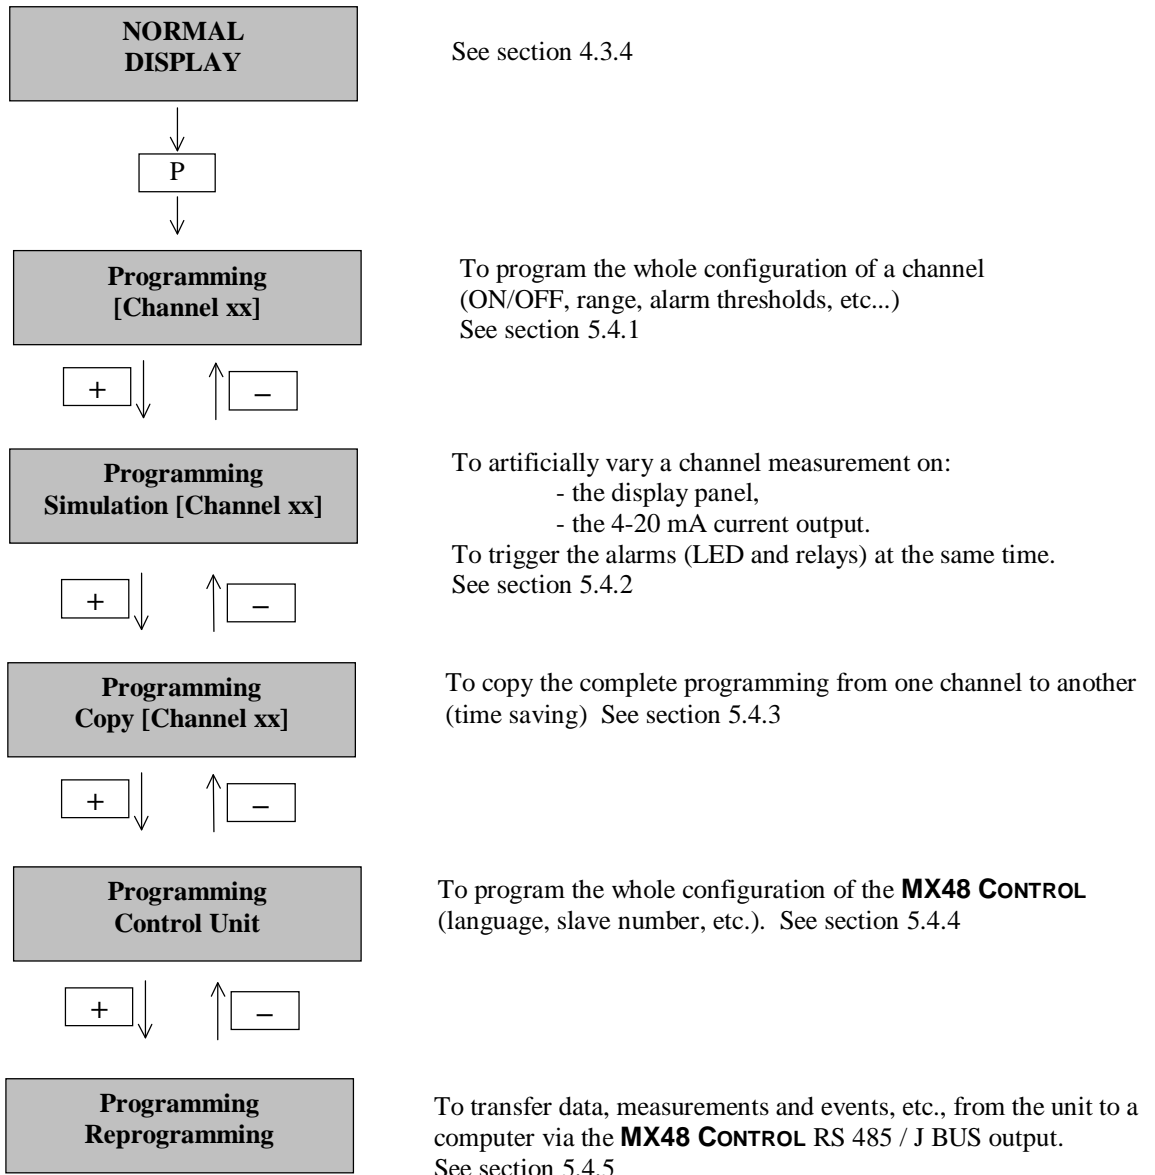 NORMAL
DISPLAY
See section 4.3.4
P
Programming
[Channel xx]
To program the whole configuration of a channel
(ON/OFF, range, alarm thresholds, etc...)
See section 5.4.1
+
–
Programming
Simulation [Channel xx]
To artificially vary a channel measurement on:
- the display panel,
- the 4-20 mA current output.
To trigger the alarms (LED and relays) at the same time.
See section 5.4.2
+
–
Programming
Copy [Channel xx]
To copy the complete programming from one channel to another
(time saving)  See section 5.4.3
+
–
Programming
Control Unit
To program the whole configuration of the MX48 CONTROL
(language, slave number, etc.).  See section 5.4.4
+
–
Programming
Reprogramming
To transfer data, measurements and events, etc., from the unit to a
computer via the MX48 CONTROL RS 485 / J BUS output.
See section 5.4.5